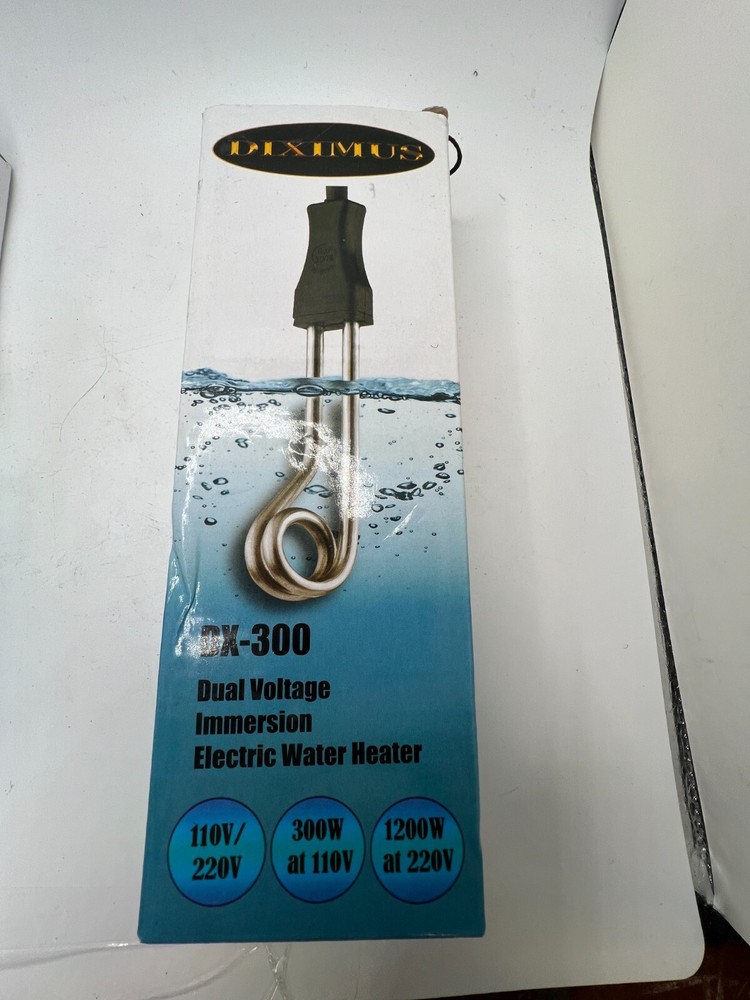 DIXIMUS
DX-300
Dual Voltage
Immersion
Electric Water Heater
110V/
220V
300W
at 110V
1200W
at 220V